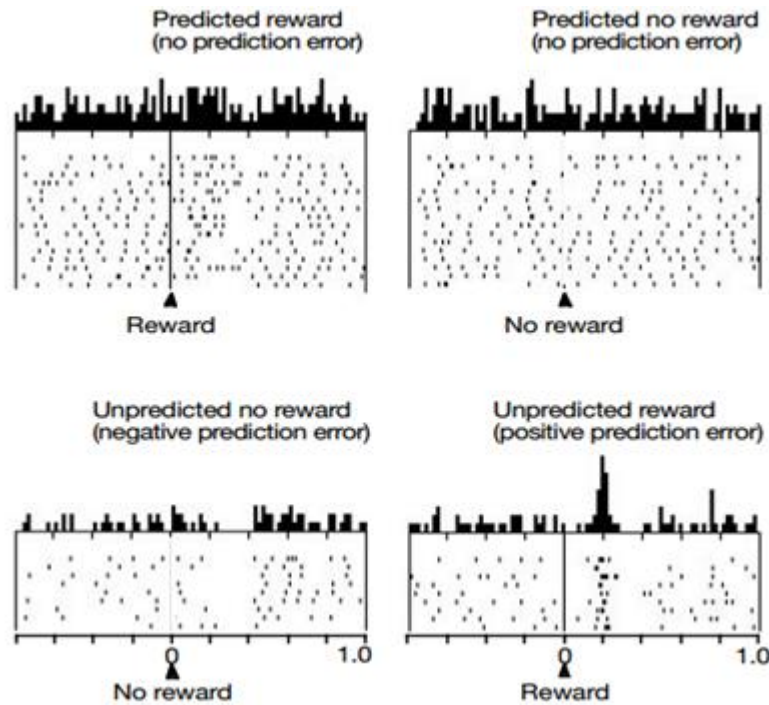 Predicted reward
(no prediction error)
Predicted no reward
(no prediction error)
Reward
No reward
Unpredicted no reward
(negative prediction error)
Unpredicted reward
(positive prediction error)
0
1.0
No reward
0
1.0
Reward